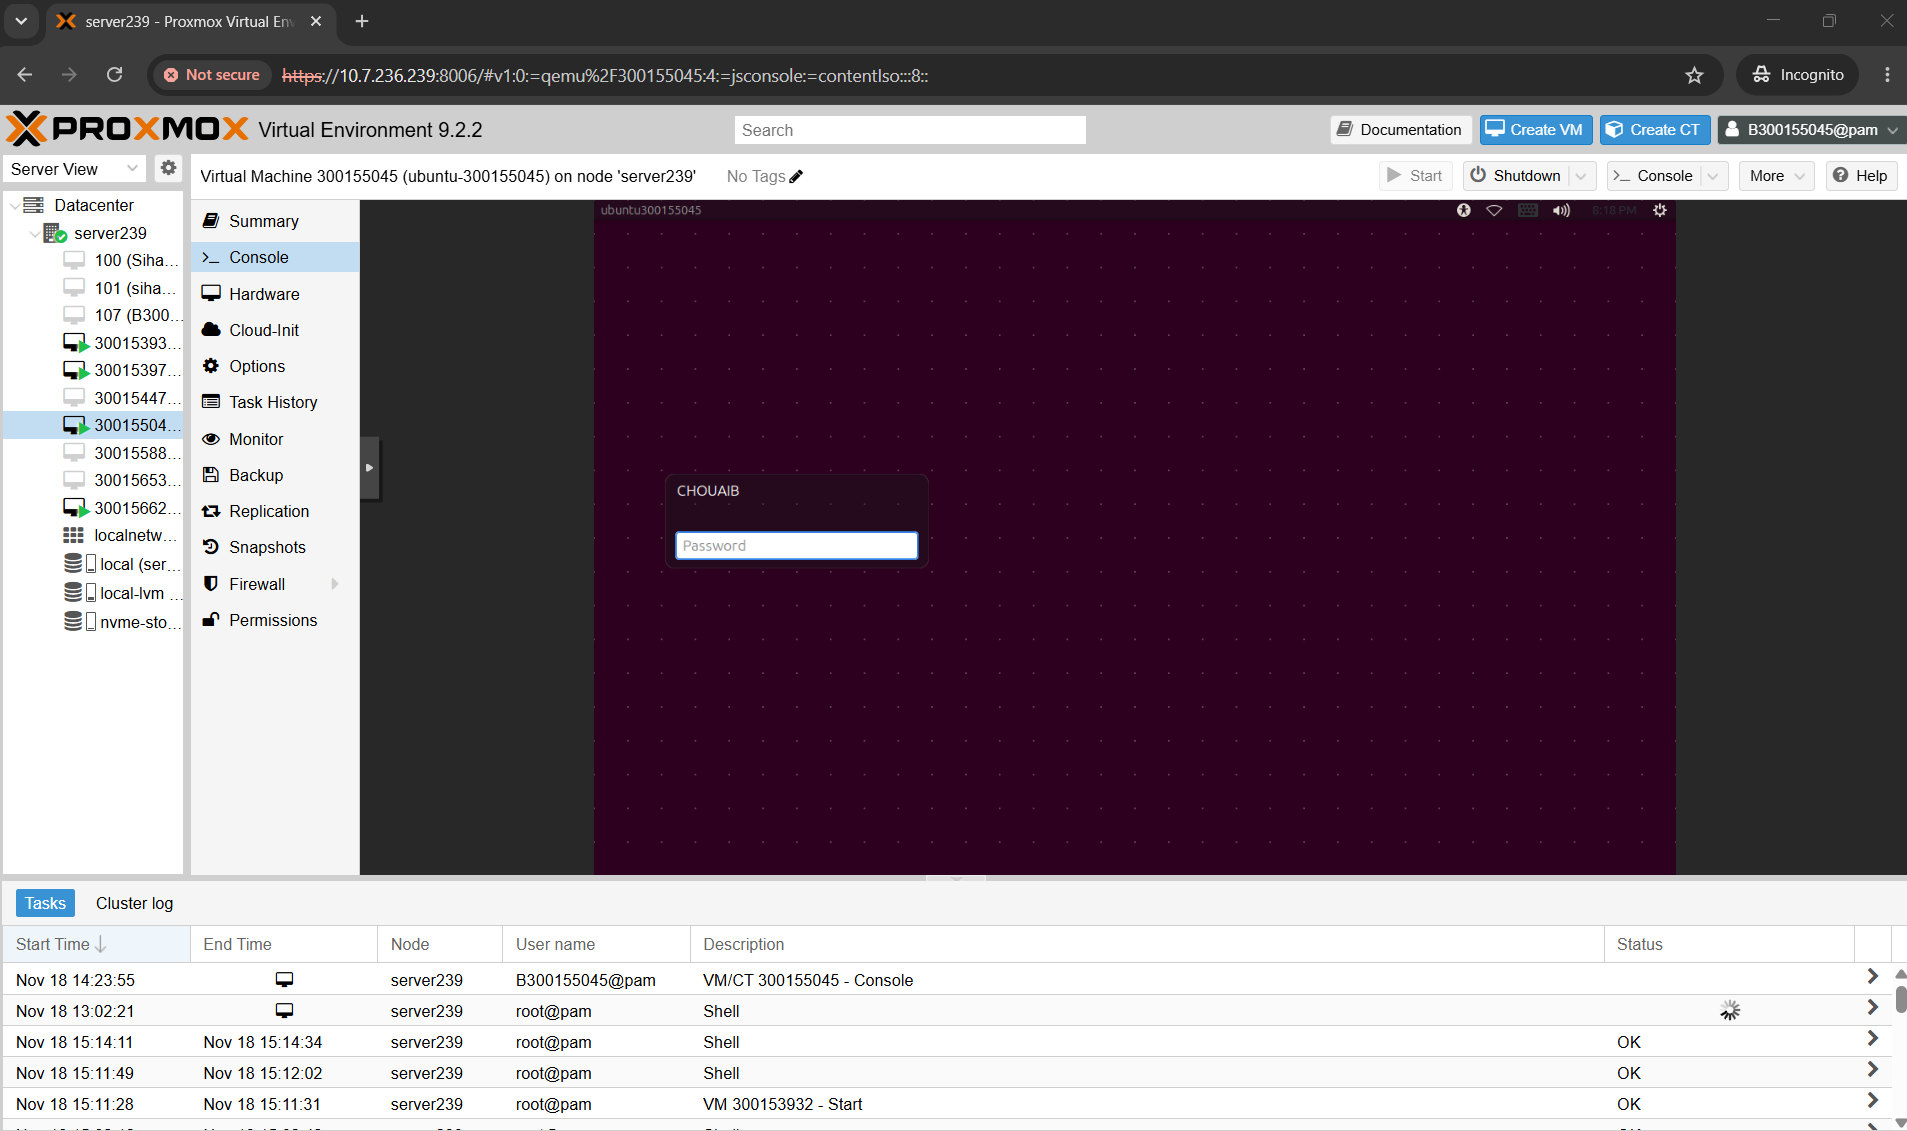 server239 - Proxmox Virtual En
Not secure https://10.7.236.239:8006/#v1:0:=qemu%2F300155045:4:=jsconsole:=contentIso:::8::
Incognito
PROXMOX Virtual Environment 9.2.2
Search
Documentation
Create VM
Create CT
B300155045@pam
Server View
Virtual Machine 300155045 (ubuntu-300155045) on node 'server239'
No Tags
Start
Shutdown
Console
More
Help
Datacenter
server239
100 (Siha...
101 (siha...
107 (B300...
30015393...
30015397...
30015447...
30015504...
30015588...
30015653...
30015662...
localnetw...
local (ser...
local-lvm ...
nvme-sto...
Summary
Console
Hardware
Cloud-Init
Options
Task History
Monitor
Backup
Replication
Snapshots
Firewall
Permissions
ubuntu300155045
8:18 PM
CHOUAIB
Password
Tasks
Cluster log
Start Time End Time Node User name Description Status
Nov 18 14:23:55 server239 B300155045@pam VM/CT 300155045 - Console
Nov 18 13:02:21 server239 root@pam Shell
Nov 18 15:14:11 Nov 18 15:14:34 server239 root@pam Shell OK
Nov 18 15:11:49 Nov 18 15:12:02 server239 root@pam Shell OK
Nov 18 15:11:28 Nov 18 15:11:31 server239 root@pam VM 300153932 - Start OK